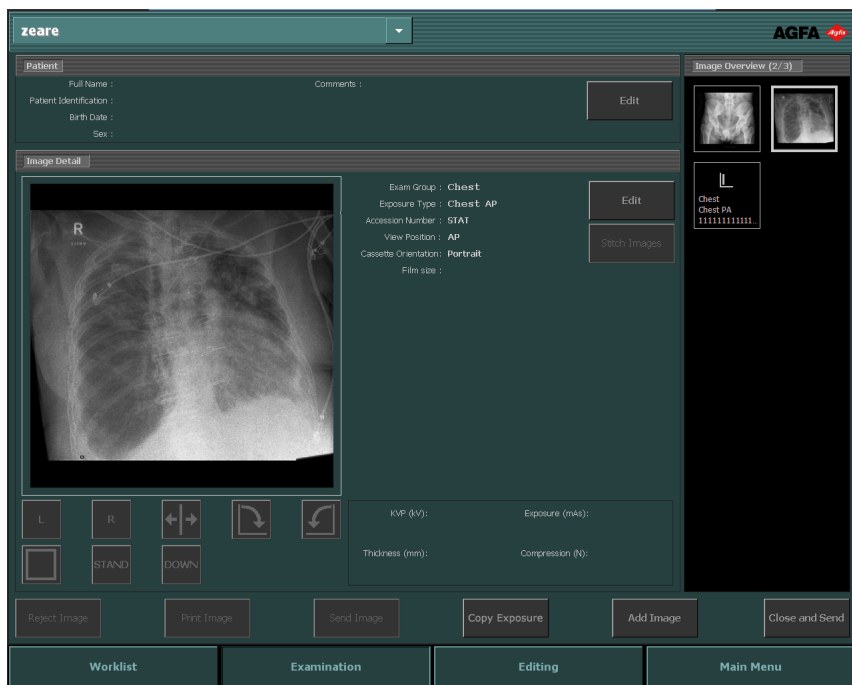 zeare
AGFA Agfa
Patient
Full Name :
Comments :
Patient Identification :
Birth Date :
Sex :
Edit
Image Overview (2/3)
L
Chest
Chest PA
111111111111..
Image Detail
R
Exam Group : Chest
Exposure Type : Chest AP
Accession Number : STAT
View Position : AP
Cassette Orientation: Portrait
Film size :
Edit
Stitch Images
L
R
STAND
DOWN
KVP (kV):
Exposure (mAs):
Thickness (mm):
Compression (N):
Reject Image
Print Image
Send Image
Copy Exposure
Add Image
Close and Send
Worklist
Examination
Editing
Main Menu